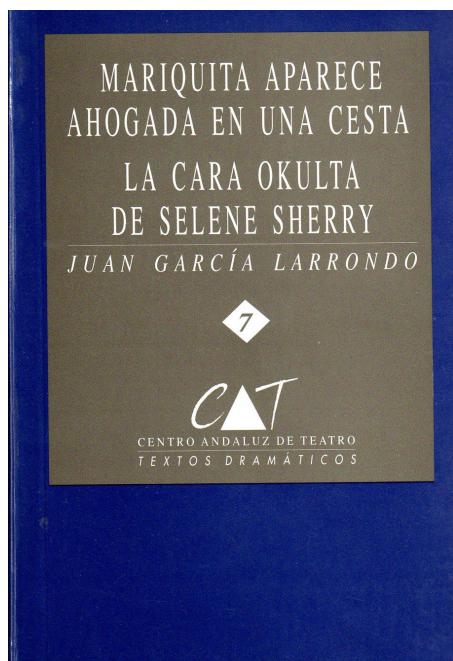 MARIQUITA APARECE
AHOGADA EN UNA CESTA
LA CARA OKULTA
DE SELENE SHERRY
JUAN GARCÍA LARRONDO
7
CAT
CENTRO ANDALUZ DE TEATRO
TEXTOS DRAMÁTICOS